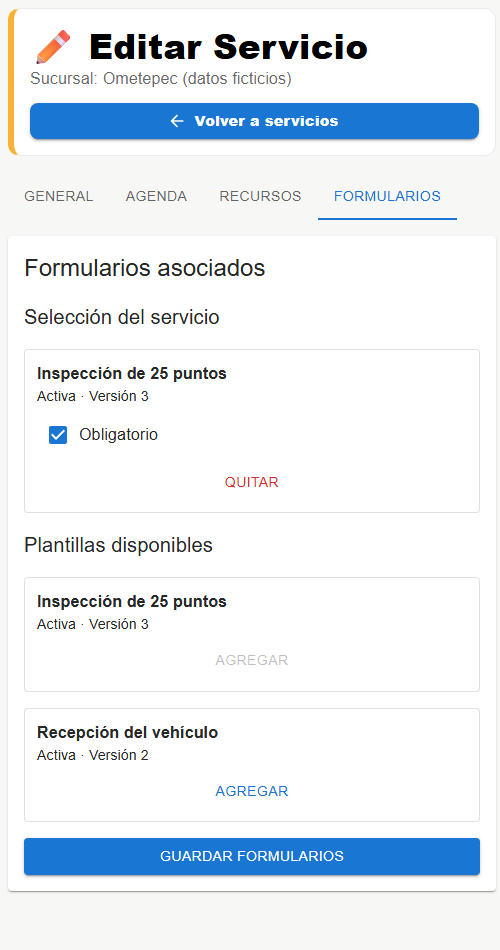 Editar Servicio
Sucursal: Ometepec (datos ficticios)
← Volver a servicios
GENERAL AGENDA RECURSOS FORMULARIOS
Formularios asociados
Selección del servicio
Inspección de 25 puntos
Activa · Versión 3
Obligatorio
QUITAR
Plantillas disponibles
Inspección de 25 puntos
Activa · Versión 3
AGREGAR
Recepción del vehículo
Activa · Versión 2
AGREGAR
GUARDAR FORMULARIOS